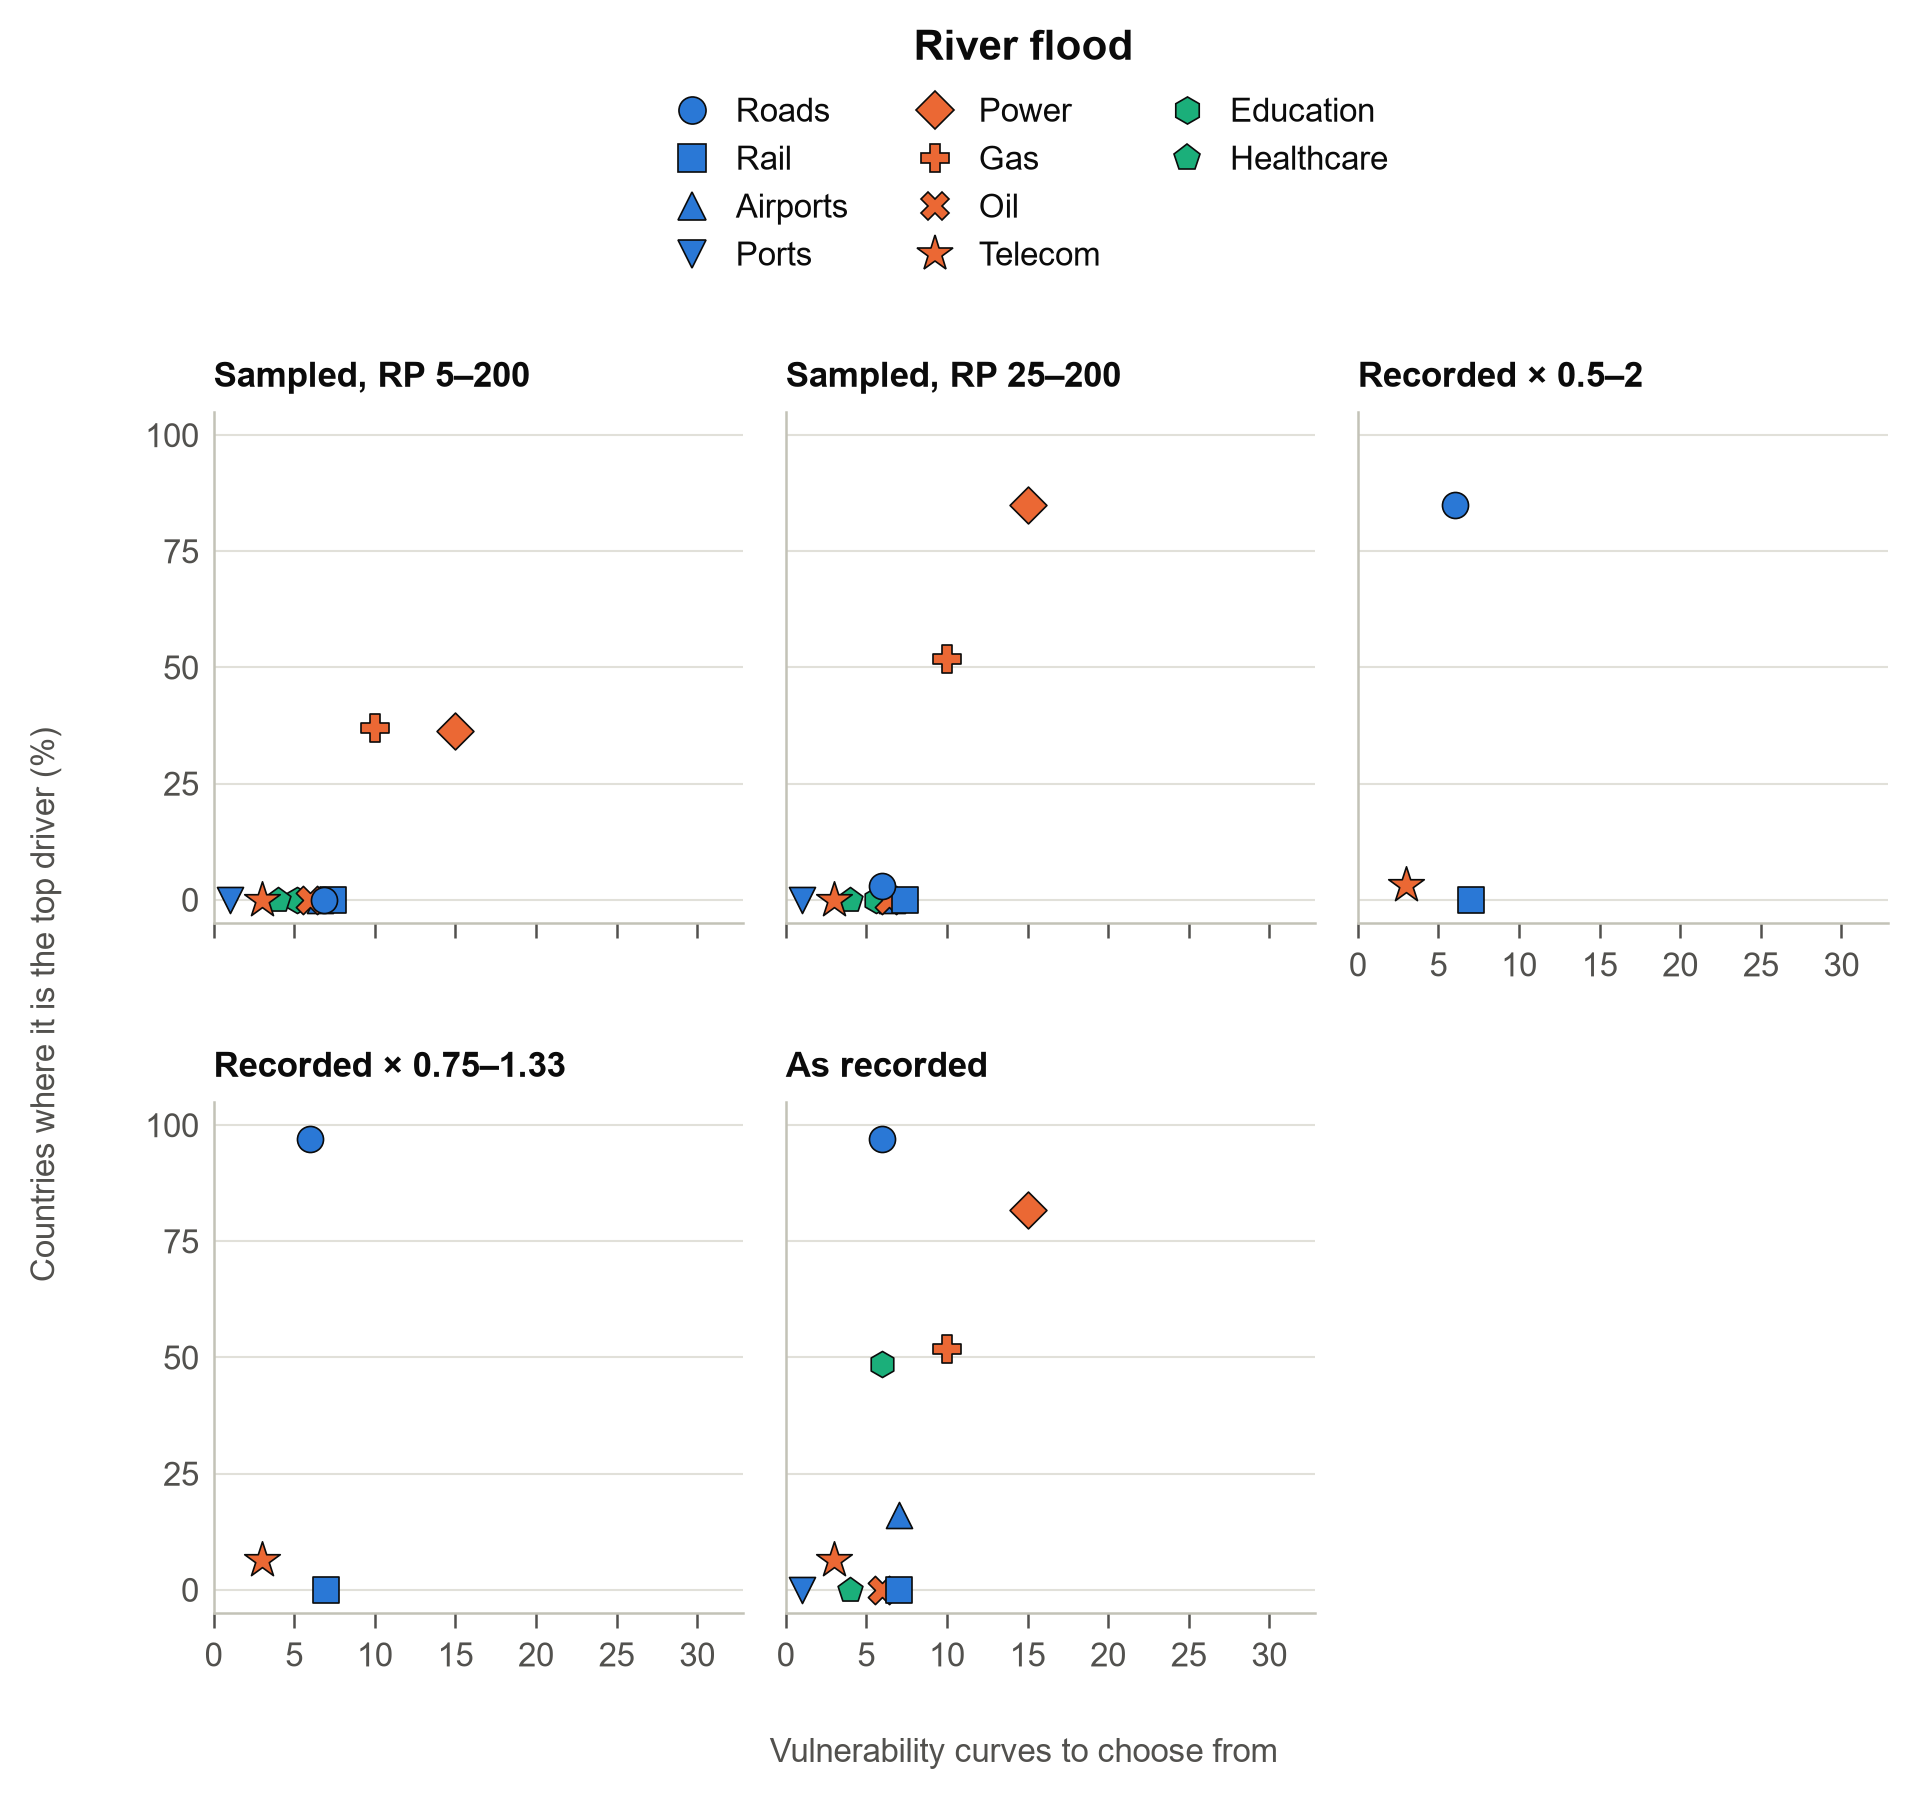 River flood
Roads
Rail
Airports
Ports
Power
Gas
Oil
Telecom
Education
Healthcare
Countries where it is the top driver (%)
Sampled, RP 5–200
100
75
50
25
0
Sampled, RP 25–200
Recorded × 0.5–2
0 5 10 15 20 25 30
Recorded × 0.75–1.33
100
75
50
25
0
0 5 10 15 20 25 30
As recorded
0 5 10 15 20 25 30
Vulnerability curves to choose from